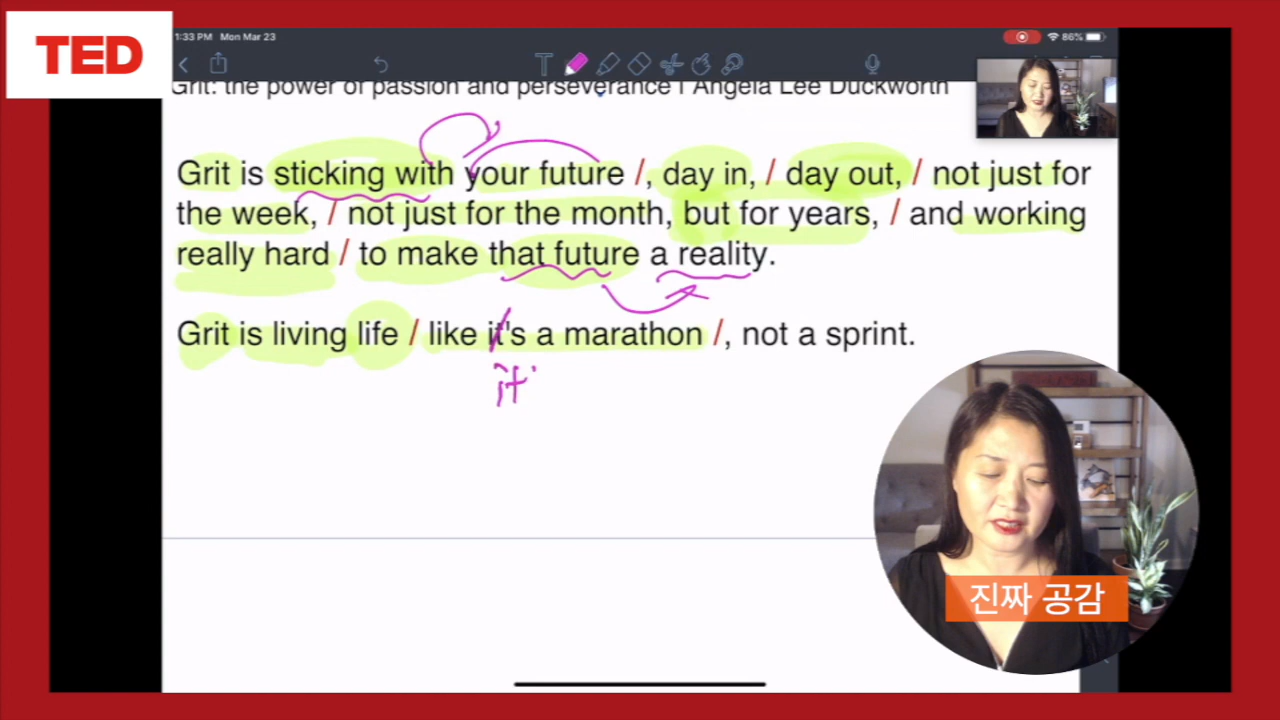 TED
1:33 PM Mon Mar 23
86%
Grit: the power of passion and perseverance | Angela Lee Duckworth
Grit is sticking with your future /, day in, / day out, / not just for
the week, / not just for the month, but for years, / and working
really hard / to make that future a reality.
Grit is living life / like it's a marathon /, not a sprint.
it'
진짜 공감